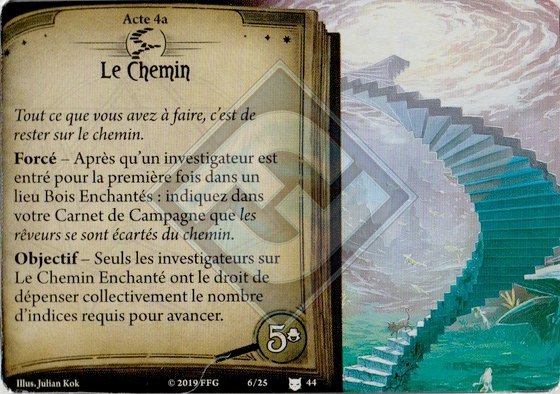 Acte 4a
Le Chemin
Tout ce que vous avez à faire, c'est de
rester sur le chemin.
Forcé – Après qu'un investigateur est
entré pour la première fois dans un
lieu Bois Enchantés : indiquez dans
votre Carnet de Campagne que les
rêveurs se sont écartés du chemin.
Objectif – Seuls les investigateurs sur
Le Chemin Enchanté ont le droit de
dépenser collectivement le nombre
d'indices requis pour avancer.
5
Illus. Julian Kok © 2019 FFG 6/25 44